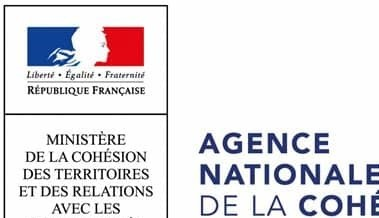 Liberté • Égalité • Fraternité
RÉPUBLIQUE FRANÇAISE
MINISTÈRE
DE LA COHÉSION
DES TERRITOIRES
ET DES RELATIONS
AVEC LES
AGENCE
NATIONALE
DE LA COHÉ